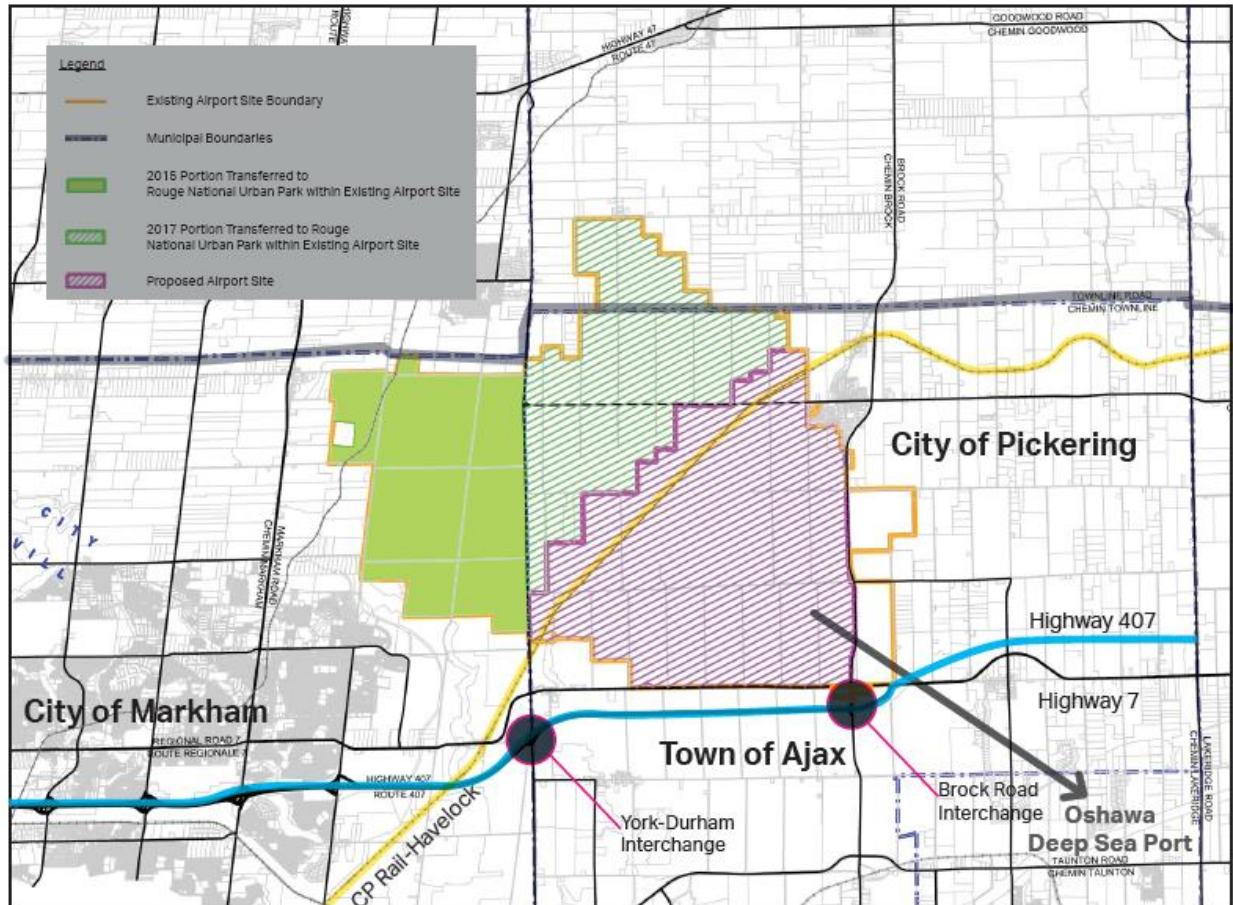 HIGHWAY
ROUTE
HIGHWAY 47
ROUTE 47
GOODWOOD ROAD
CHEMIN GOODWOOD
Legend
Existing Airport Site Boundary
Municipal Boundaries
2015 Portion Transferred to
Rouge National Urban Park within Existing Airport Site
2017 Portion Transferred to Rouge
National Urban Park within Existing Airport Site
Proposed Airport Site
BROCK ROAD
CHEMIN BROCK
TOWNLINE ROAD
CHEMIN TOWNLINE
City of Pickering
CITY
VILL
MARKHAM ROAD
CHEMIN MARKHAM
Highway 407
Highway 7
City of Markham
REGIONAL ROAD 7
ROUTE REGIONALE 7
HIGHWAY 407
ROUTE 407
Town of Ajax
LAKERIDGE ROAD
CHEMIN LAKERIDGE
CP Rail-Havelock
York-Durham
Interchange
Brock Road
Interchange
Oshawa
Deep Sea Port
TAUNTON ROAD
CHEMIN TAUNTON